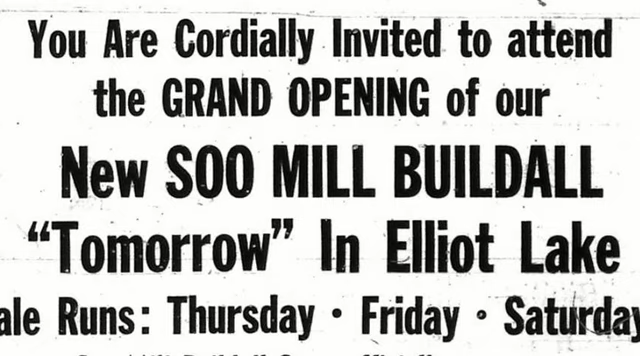 You Are Cordially Invited to attend
the GRAND OPENING of our
New SOO MILL BUILDALL
“Tomorrow” In Elliot Lake
ale Runs: Thursday • Friday • Saturday